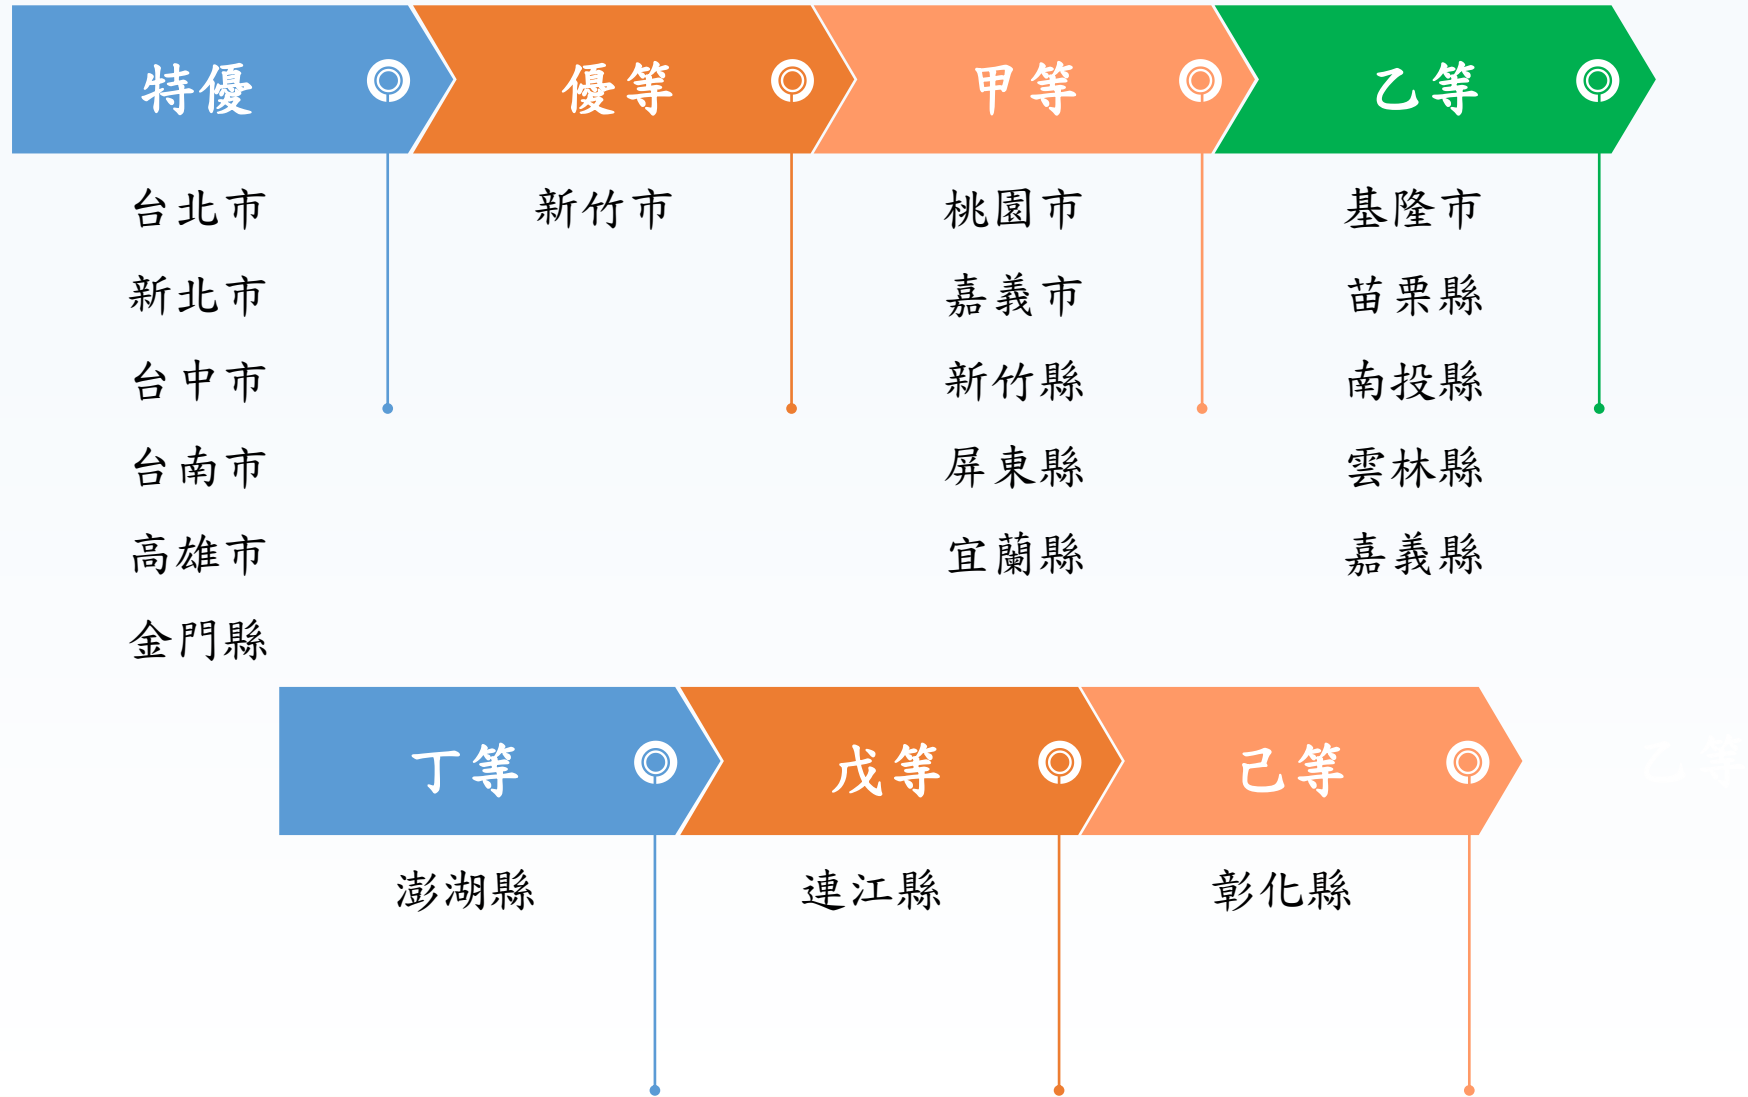 特優
優等
甲等
乙等
台北市
新竹市
桃園市
基隆市
新北市
嘉義市
苗栗縣
台中市
新竹縣
南投縣
台南市
屏東縣
雲林縣
高雄市
宜蘭縣
嘉義縣
金門縣
丁等
戊等
己等
乙等
澎湖縣
連江縣
彰化縣